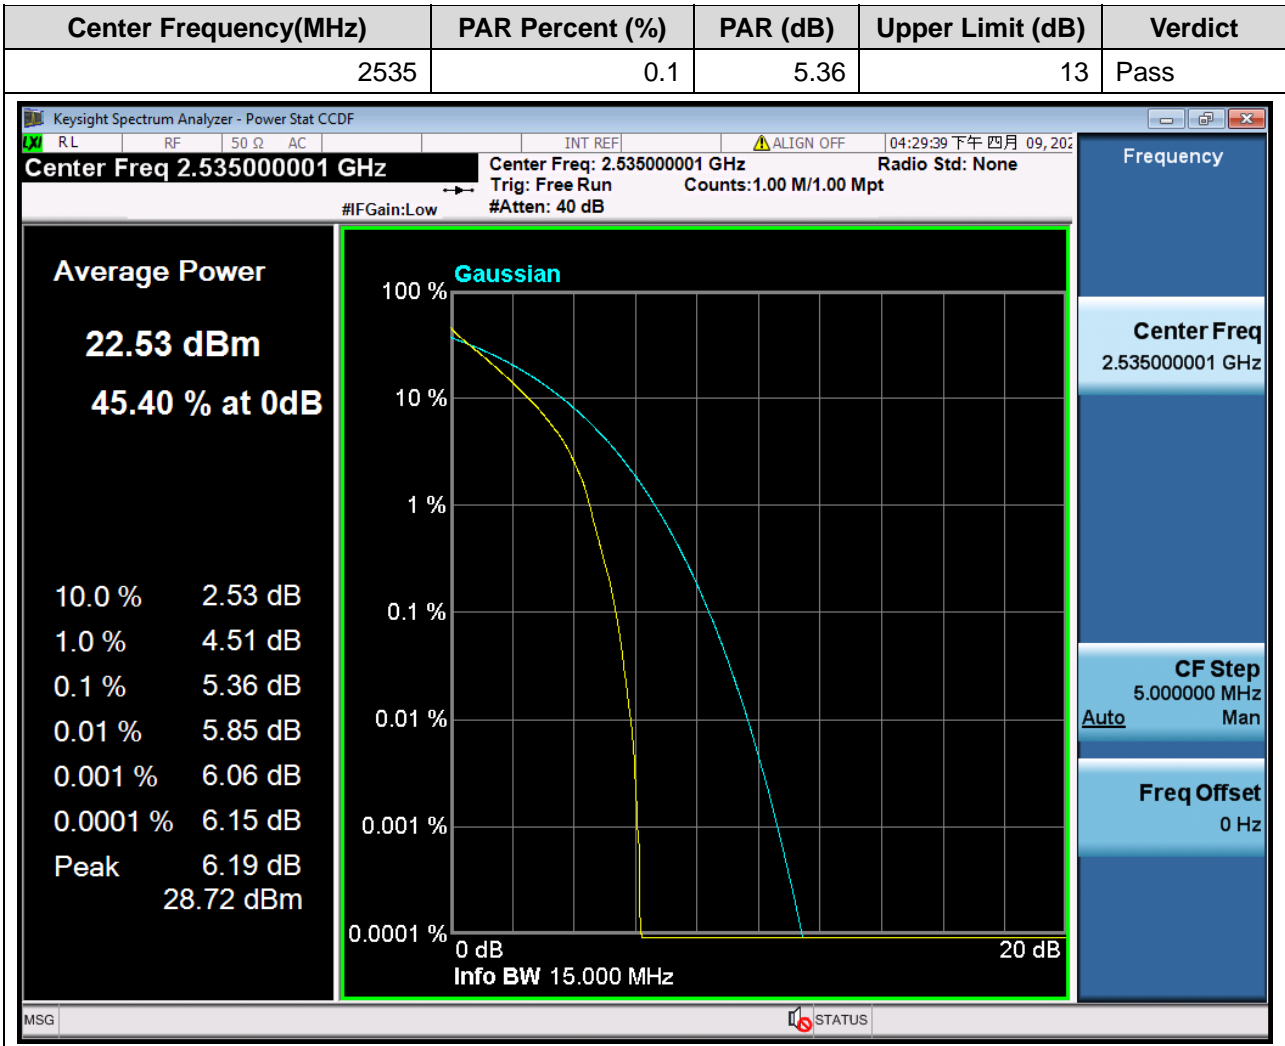 Center Frequency(MHz) PAR Percent (%) PAR (dB) Upper Limit (dB) Verdict
2535 0.1 5.36 13 Pass
Keysight Spectrum Analyzer - Power Stat CCDF
LXI RL RF 50 Ω AC INT REF ALIGN OFF 04:29:39 下午 四月 09, 202
Center Freq 2.535000001 GHz
Center Freq: 2.535000001 GHz Radio Std: None
Trig: Free Run Counts:1.00 M/1.00 Mpt
#IFGain:Low #Atten: 40 dB
Average Power
22.53 dBm
45.40 % at 0dB
10.0 % 2.53 dB
1.0 % 4.51 dB
0.1 % 5.36 dB
0.01 % 5.85 dB
0.001 % 6.06 dB
0.0001 % 6.15 dB
Peak 6.19 dB
28.72 dBm
Gaussian
100 %
10 %
1 %
0.1 %
0.01 %
0.001 %
0.0001 %
0 dB 20 dB
Info BW 15.000 MHz
Frequency
Center Freq
2.535000001 GHz
CF Step
5.000000 MHz
Auto Man
Freq Offset
0 Hz
MSG STATUS